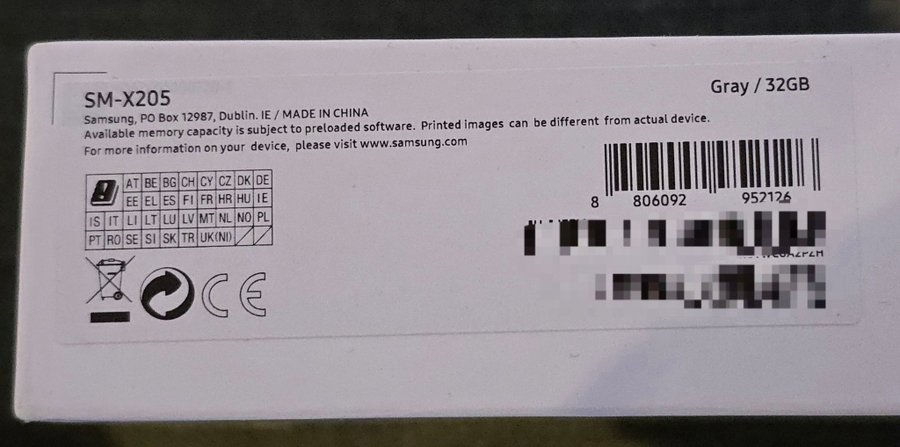 SM-X205
Gray / 32GB
Samsung, PO Box 12987, Dublin. IE / MADE IN CHINA
Available memory capacity is subject to preloaded software. Printed images can be different from actual device.
For more information on your device, please visit www.samsung.com
AT BE BG CH CY CZ DK DE
EE EL ES FI FR HR HU IE
IS IT LI LT LU LV MT NL NO PL
PT RO SE SI SK TR UK(NI)
8 806092 952126
CE